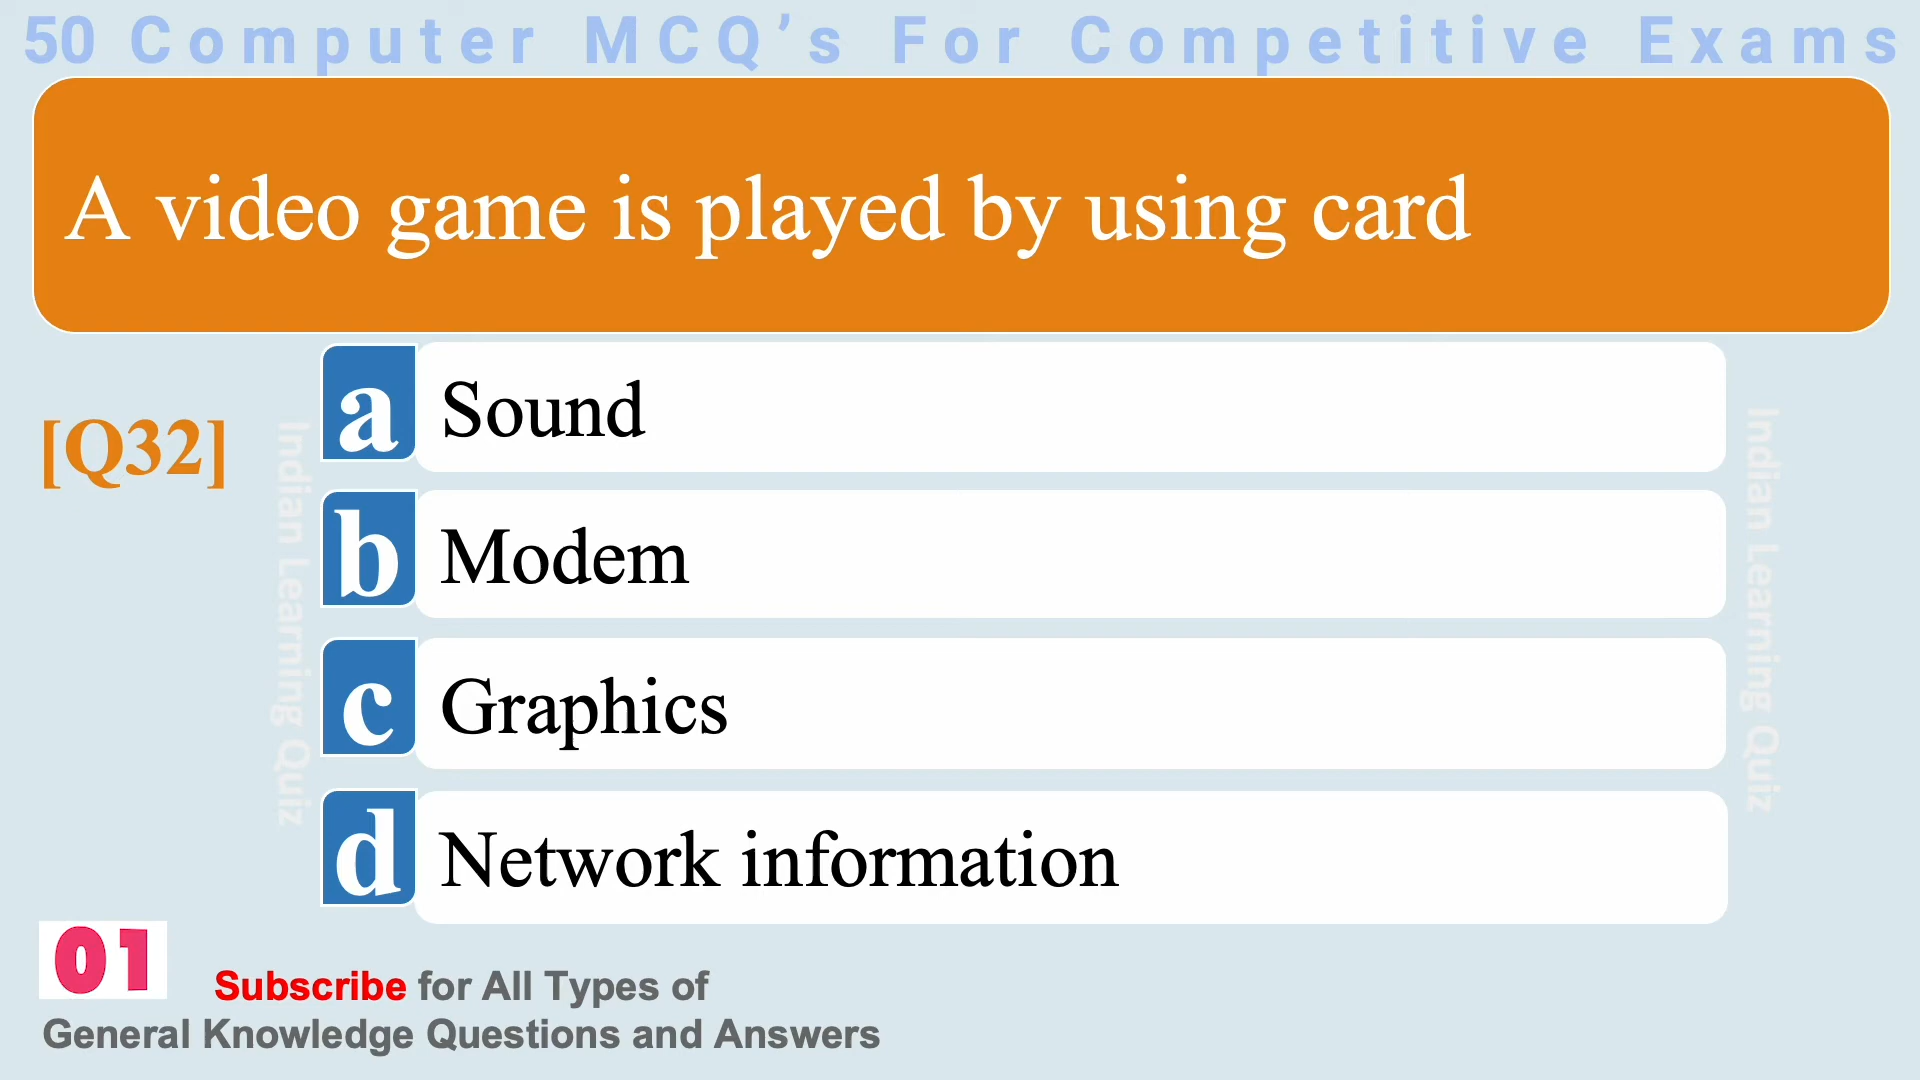 50 Computer MCQ’s For Competitive Exams
A video game is played by using card
[Q32]
a Sound
b Modem
c Graphics
d Network information
Indian Learning Quiz
Indian Learning Quiz
01
Subscribe for All Types of
General Knowledge Questions and Answers